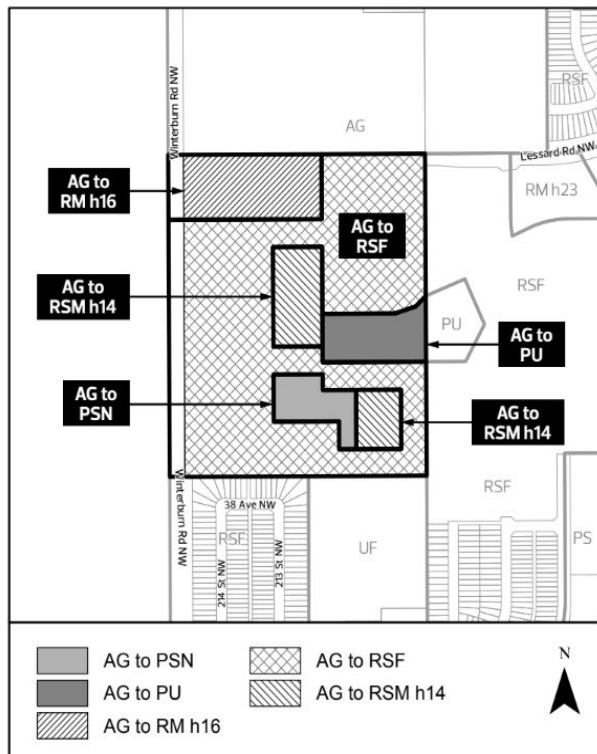 RSF
Winterburn Rd NW
AG
Lessard Rd NW
AG to
RM h16
RM h23
AG to
RSF
AG to
RSM h14
RSF
PU
AG to
PU
AG to
PSN
AG to
RSM h14
Winterburn Rd NW
38 Ave NW
RSF
214 St NW
213 St NW
UF
RSF
PS
AG to PSN
AG to RSF
AG to PU
AG to RSM h14
AG to RM h16
N